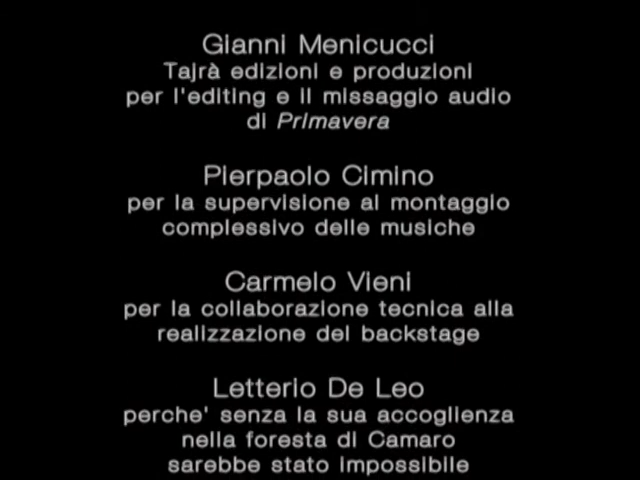 Gianni Menicucci
Tajrà edizioni e produzioni
per l'editing e il missaggio audio
di Primavera
Pierpaolo Cimino
per la supervisione al montaggio
complessivo delle musiche
Carmelo Vieni
per la collaborazione tecnica alla
realizzazione del backstage
Letterio De Leo
perche' senza la sua accoglienza
nella foresta di Camaro
sarebbe stato impossibile